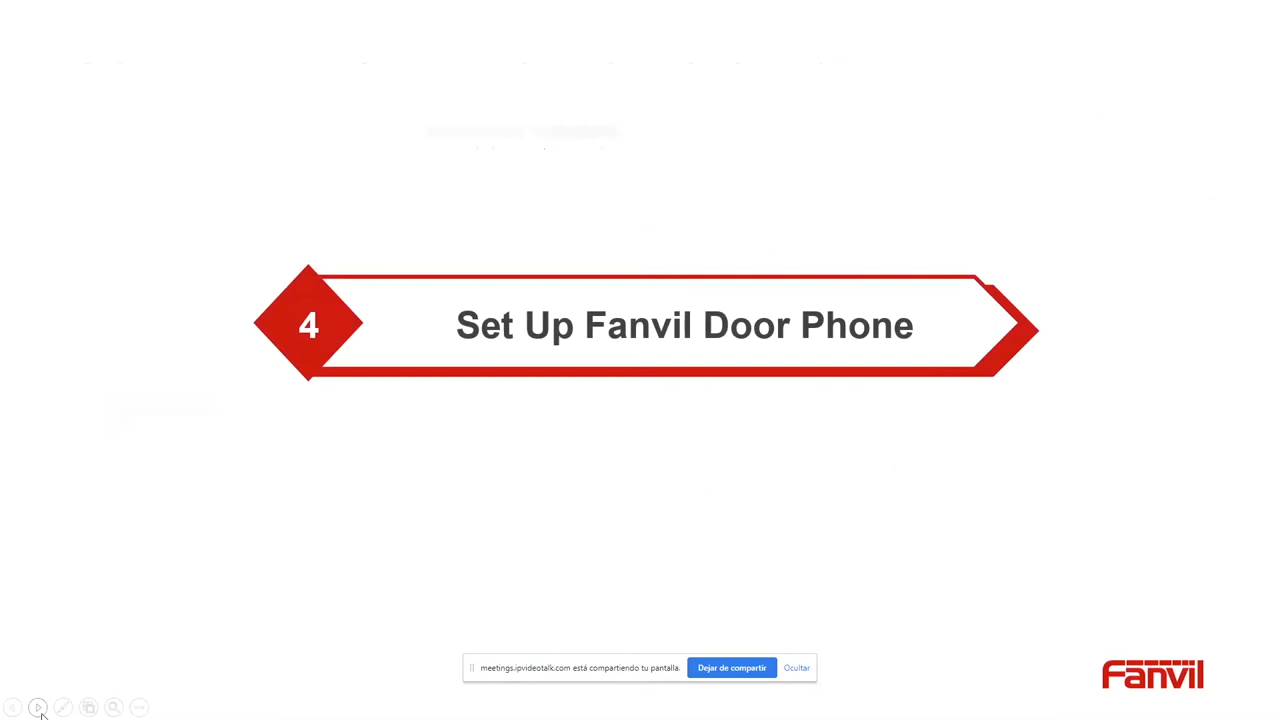 4
Set Up Fanvil Door Phone
meetings.ipvideotalk.com está compartiendo tu pantalla.
Dejar de compartir
Ocultar
Fanvil